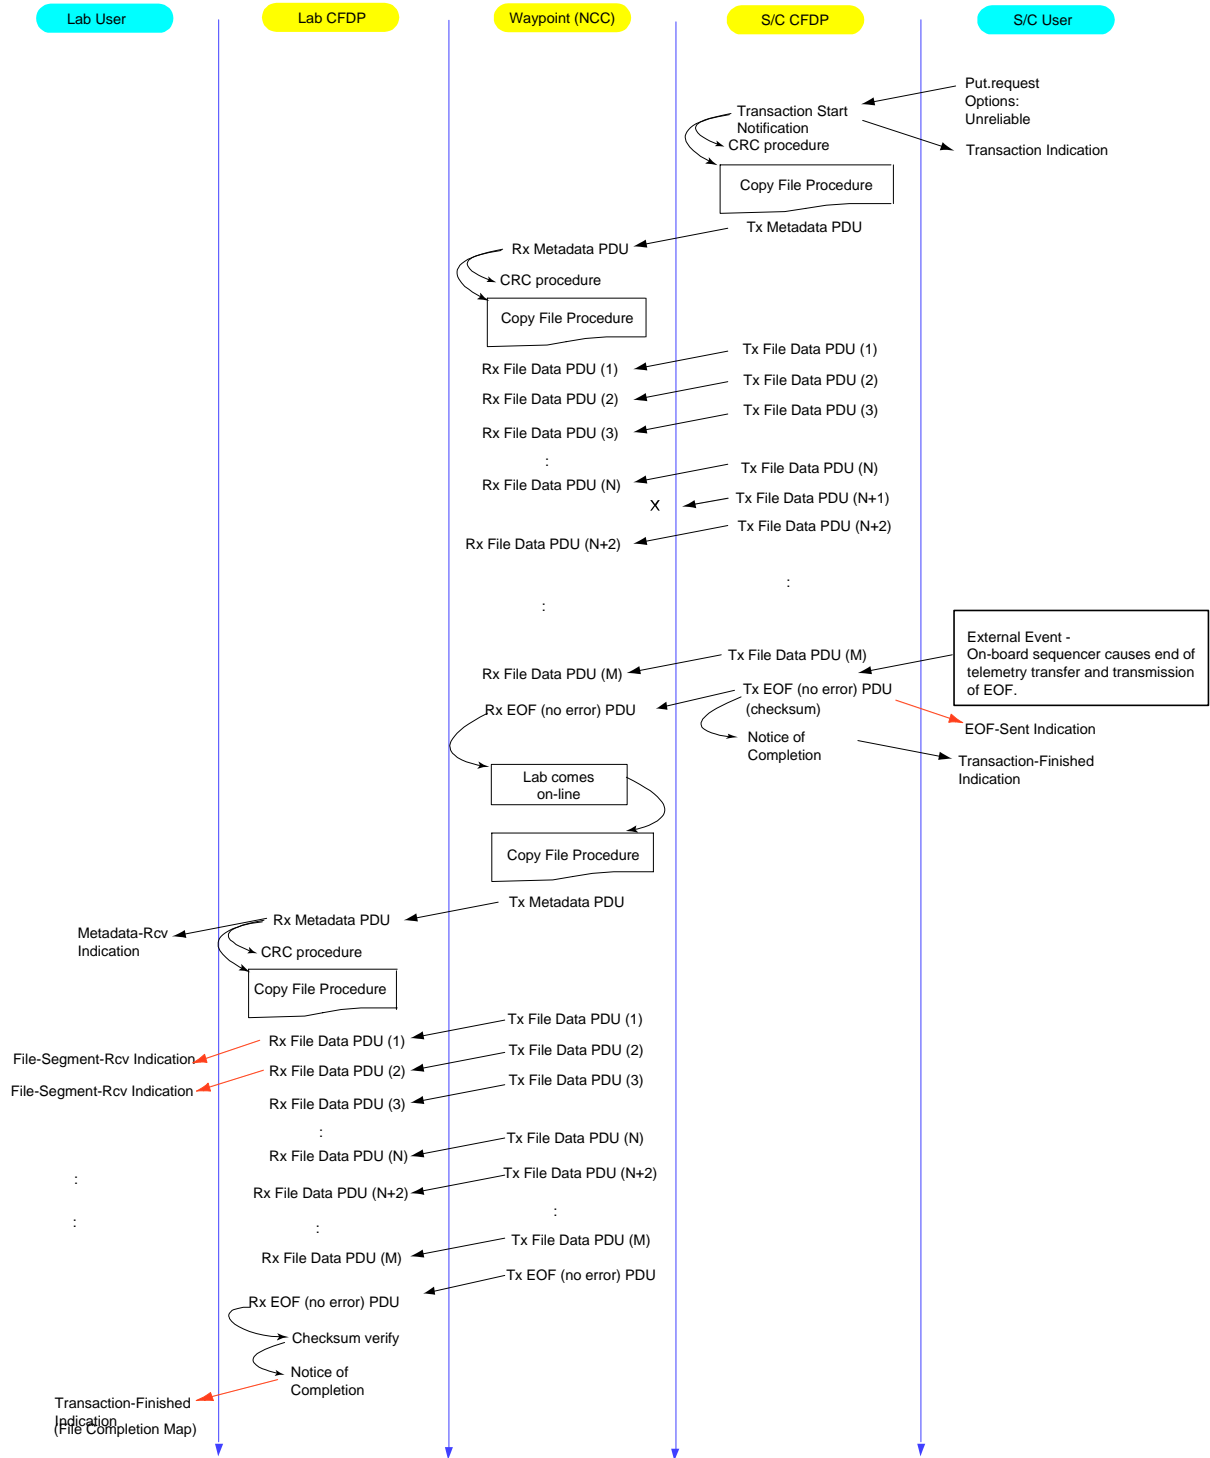 Lab User
Lab CFDP
Waypoint (NCC)
S/C CFDP
S/C User
Put.request
Options:
Unreliable
Transaction Start
Notification
CRC procedure
Transaction Indication
Copy File Procedure
Tx Metadata PDU
Rx Metadata PDU
CRC procedure
Copy File Procedure
Tx File Data PDU (1)
Rx File Data PDU (1)
Tx File Data PDU (2)
Rx File Data PDU (2)
Tx File Data PDU (3)
Rx File Data PDU (3)
:
Tx File Data PDU (N)
Rx File Data PDU (N)
Tx File Data PDU (N+1)
X
Tx File Data PDU (N+2)
Rx File Data PDU (N+2)
:
:
External Event -
On-board sequencer causes end of
telemetry transfer and transmission
of EOF.
Tx File Data PDU (M)
Rx File Data PDU (M)
Tx EOF (no error) PDU
(checksum)
Rx EOF (no error) PDU
EOF-Sent Indication
Notice of
Completion
Transaction-Finished
Indication
Lab comes
on-line
Copy File Procedure
Tx Metadata PDU
Rx Metadata PDU
Metadata-Rcv
Indication
CRC procedure
Copy File Procedure
Tx File Data PDU (1)
Rx File Data PDU (1)
File-Segment-Rcv Indication
Tx File Data PDU (2)
Rx File Data PDU (2)
File-Segment-Rcv Indication
Tx File Data PDU (3)
Rx File Data PDU (3)
:
Tx File Data PDU (N)
Rx File Data PDU (N)
:
Tx File Data PDU (N+2)
Rx File Data PDU (N+2)
:
:
:
Tx File Data PDU (M)
Rx File Data PDU (M)
Tx EOF (no error) PDU
Rx EOF (no error) PDU
Checksum verify
Notice of
Completion
Transaction-Finished
Indication
(File Completion Map)